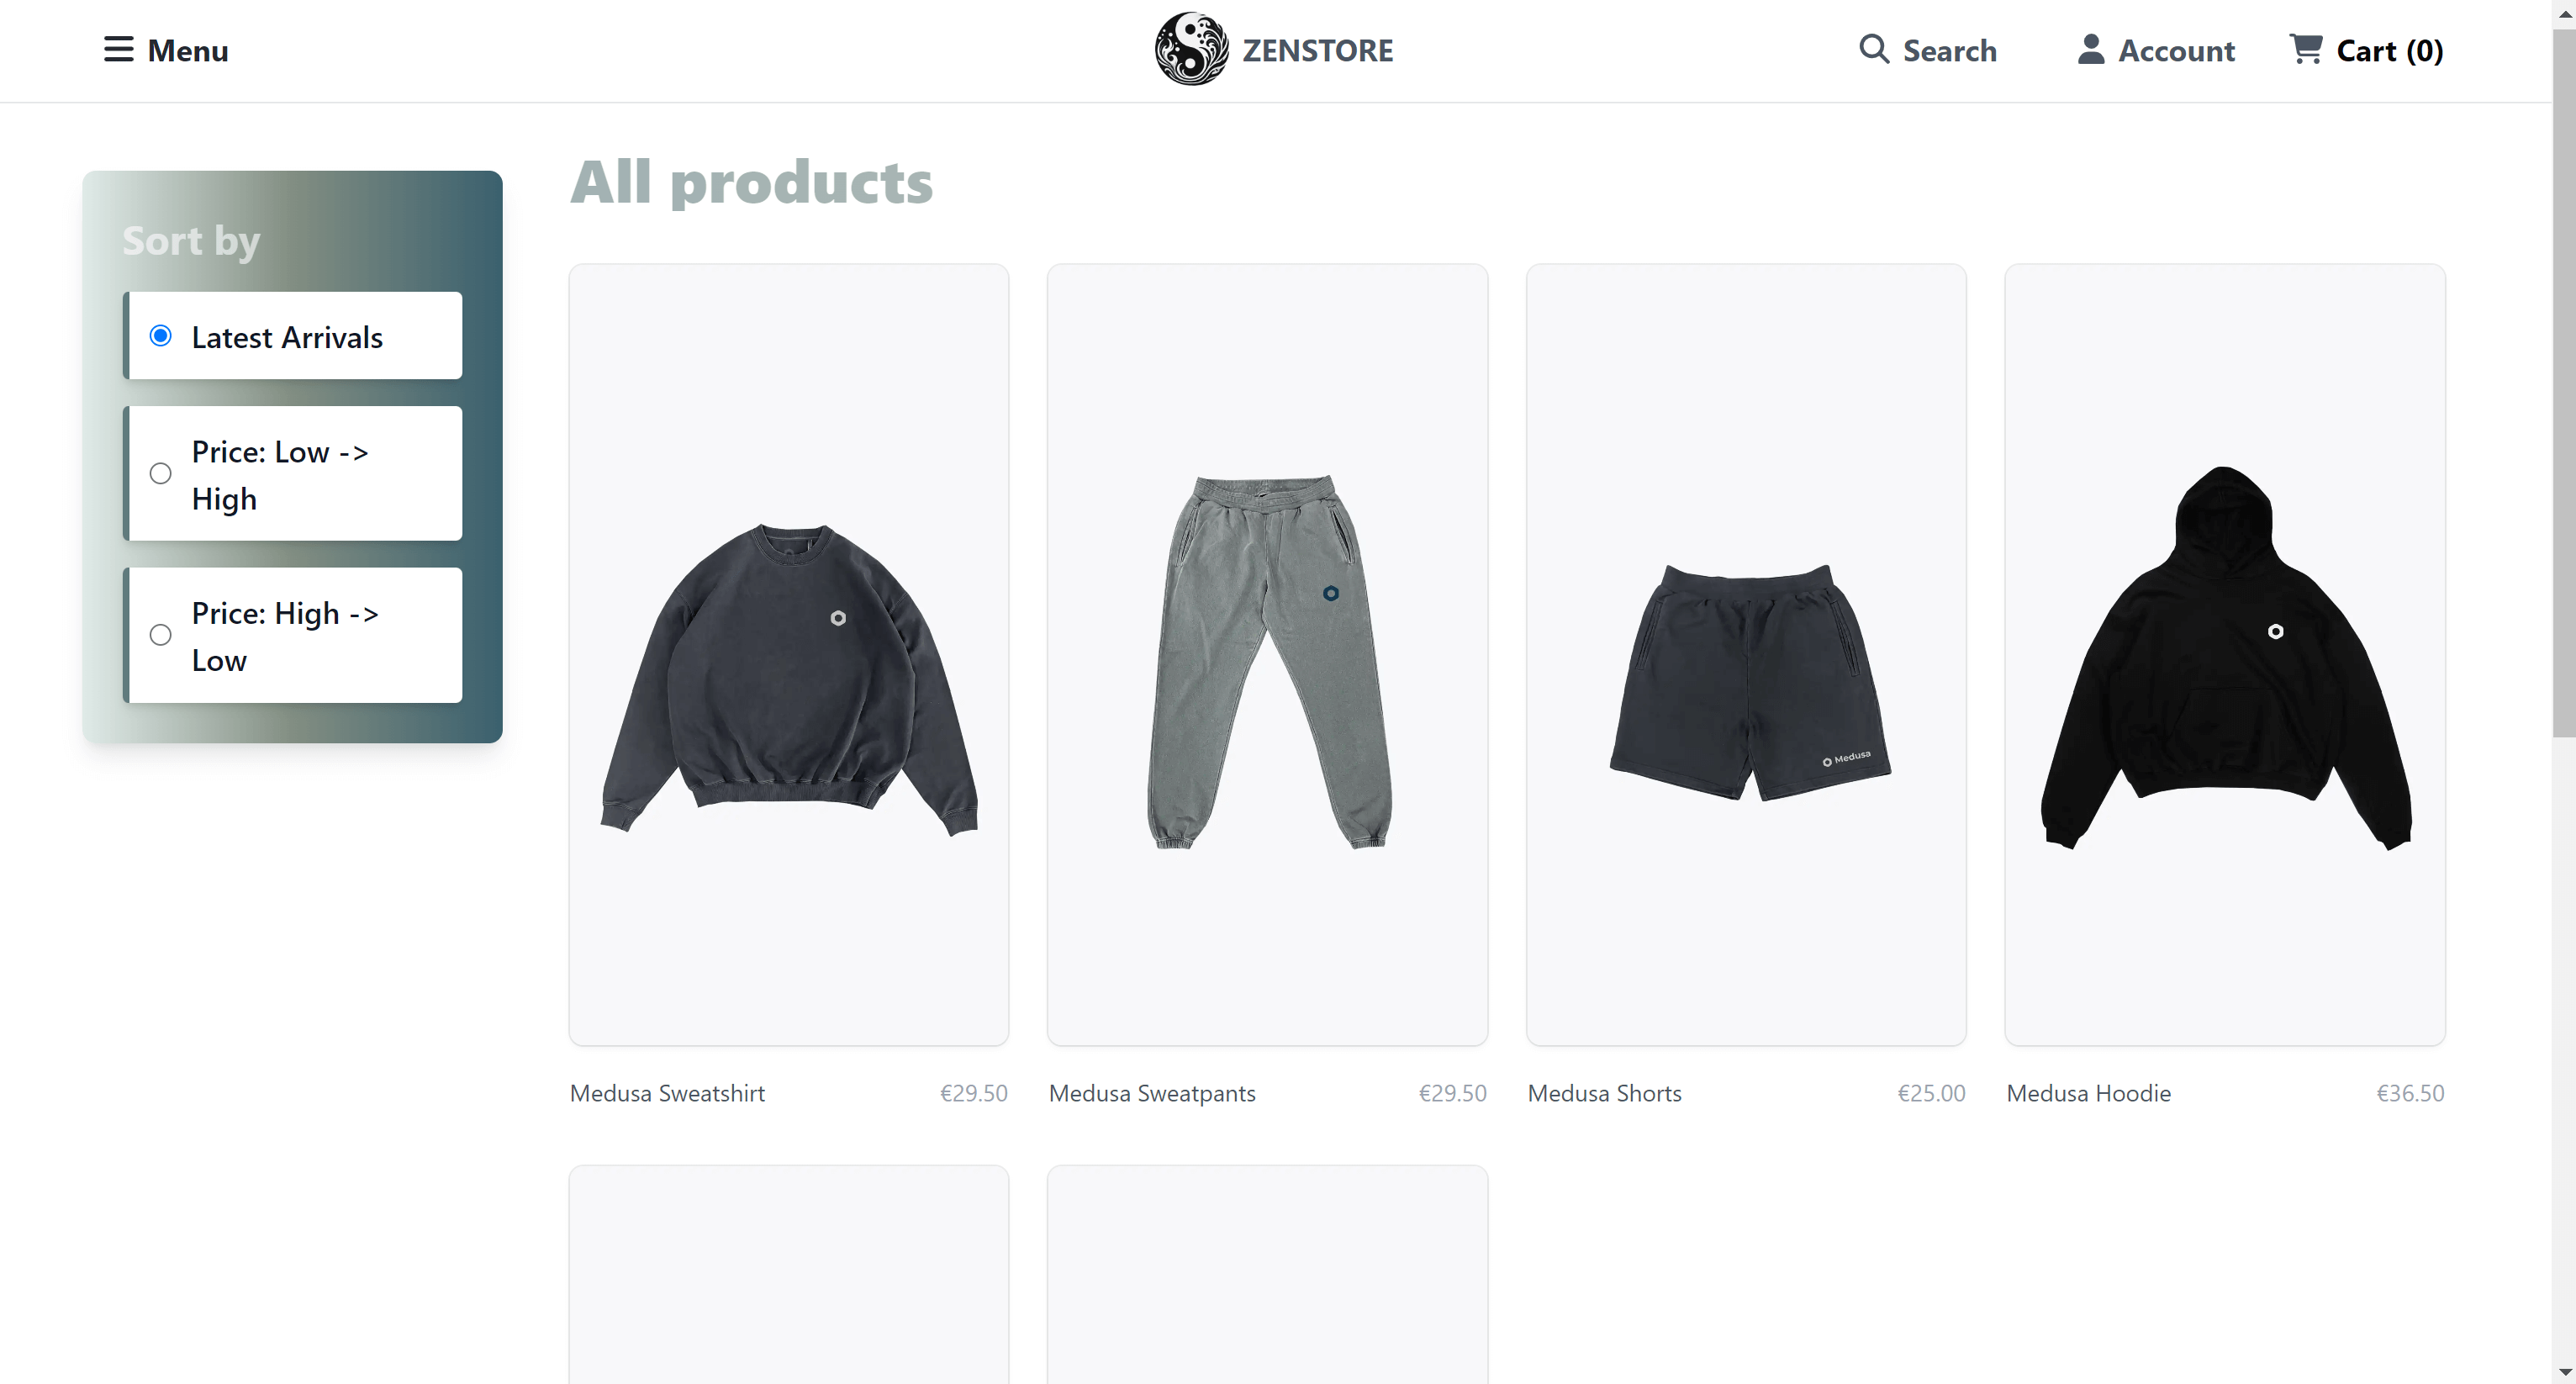 Menu
ZENSTORE
Search
Account
Cart (0)
All products
Sort by
Latest Arrivals
Price: Low ->
High
Price: High ->
Low
Medusa
Medusa Sweatshirt
€29.50
Medusa Sweatpants
€29.50
Medusa Shorts
€25.00
Medusa Hoodie
€36.50